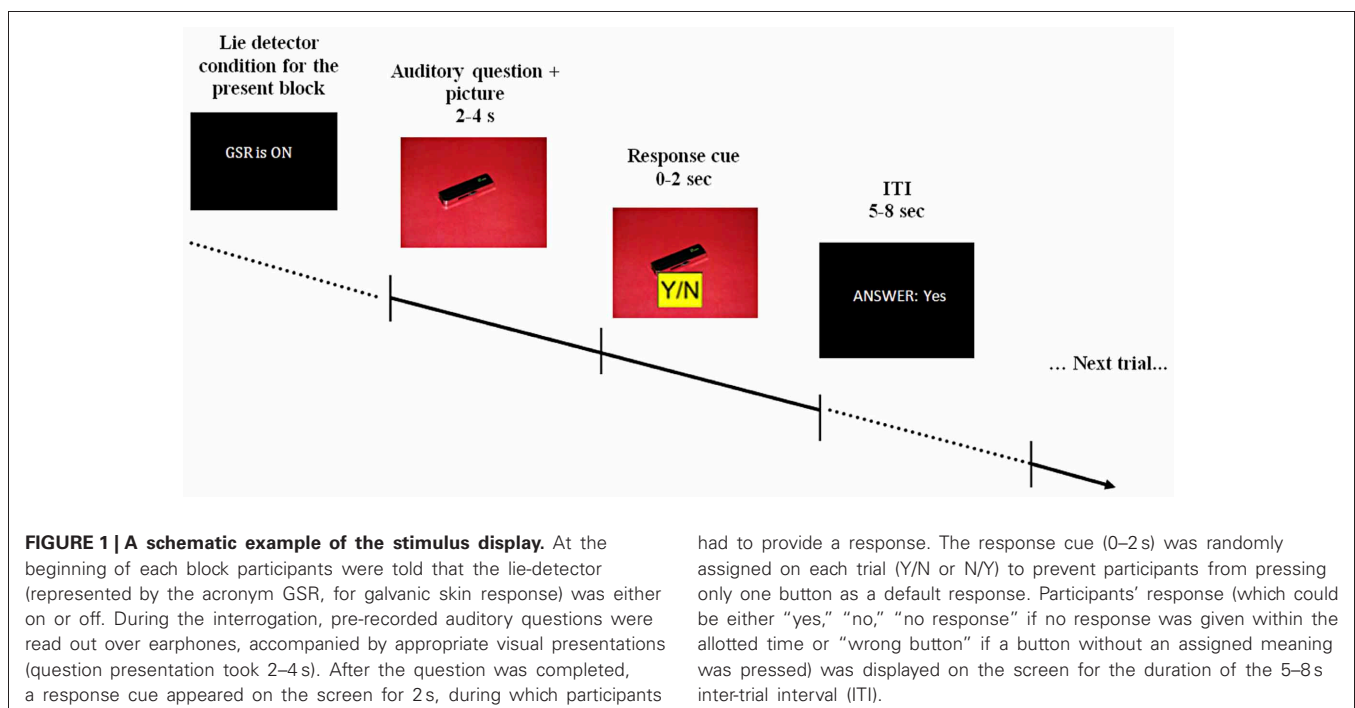 Lie detector
condition for the
present block
GSR is ON
Auditory question +
picture
2-4 s
Response cue
0-2 sec
Y/N
ITI
5-8 sec
ANSWER: Yes
... Next trial...
FIGURE 1 | A schematic example of the stimulus display. At the
beginning of each block participants were told that the lie-detector
(represented by the acronym GSR, for galvanic skin response) was either
on or off. During the interrogation, pre-recorded auditory questions were
read out over earphones, accompanied by appropriate visual presentations
(question presentation took 2–4 s). After the question was completed,
a response cue appeared on the screen for 2 s, during which participants
had to provide a response. The response cue (0–2 s) was randomly
assigned on each trial (Y/N or N/Y) to prevent participants from pressing
only one button as a default response. Participants' response (which could
be either “yes,” “no,” “no response” if no response was given within the
allotted time or “wrong button” if a button without an assigned meaning
was pressed) was displayed on the screen for the duration of the 5–8 s
inter-trial interval (ITI).